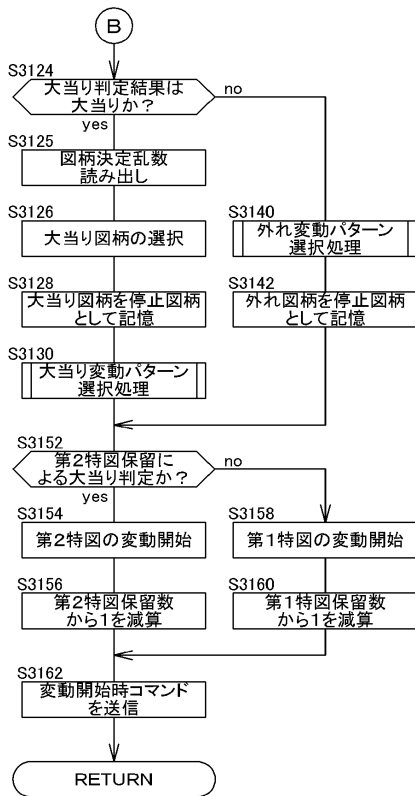 B
S3124
大当り判定結果は
大当りか？
no
yes
S3125
図柄決定乱数
読み出し
S3126
大当り図柄の選択
S3140
外れ変動パターン
選択処理
S3128
大当り図柄を停止図柄
として記憶
S3142
外れ図柄を停止図柄
として記憶
S3130
大当り変動パターン
選択処理
S3152
第２特図保留に
よる大当り判定か？
no
yes
S3154
第２特図の変動開始
S3158
第１特図の変動開始
S3156
第２特図保留数
から1を減算
S3160
第１特図保留数
から1を減算
S3162
変動開始時コマンド
を送信
RETURN